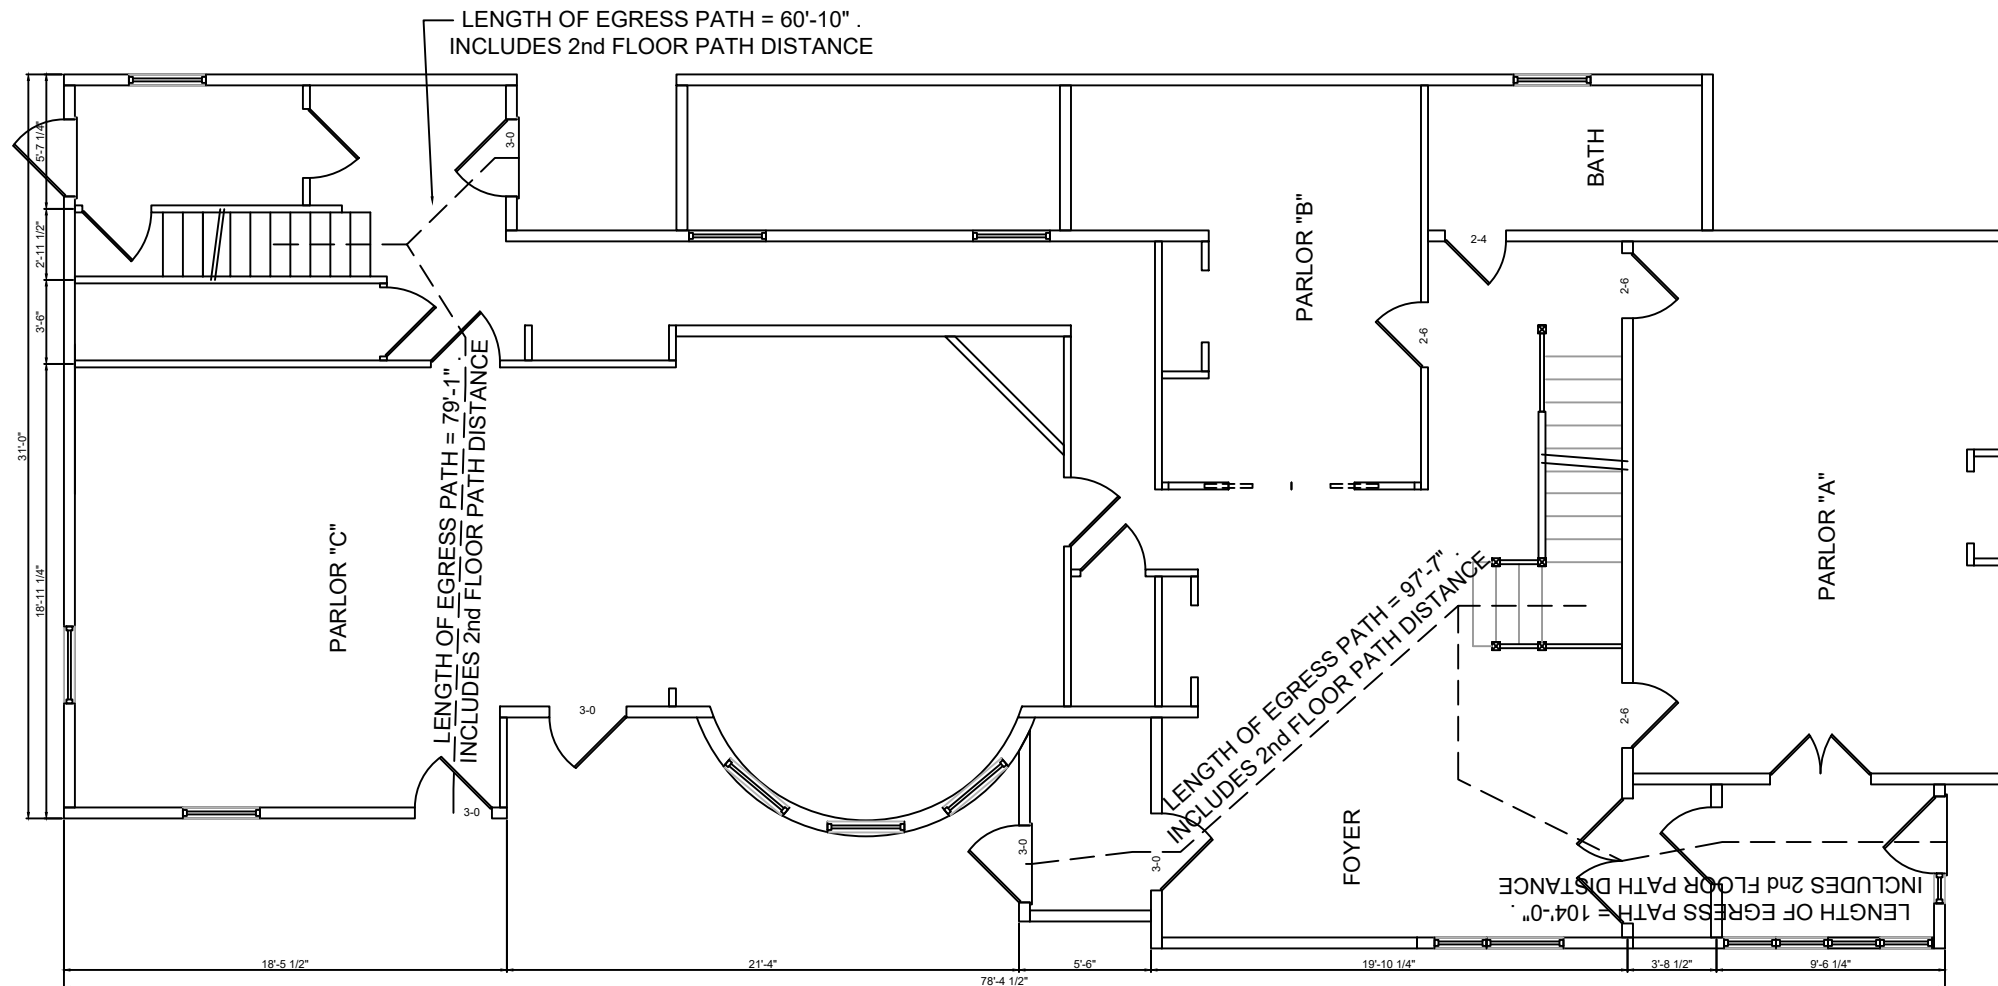 LENGTH OF EGRESS PATH = 60'-10" .
INCLUDES 2nd FLOOR PATH DISTANCE
3-0
BATH
5'-7 1/4"
2'-11 1/2"
3'-6"
31'-0"
18'-11 1/4"
PARLOR "B"
2-4
2-6
2-6
LENGTH OF EGRESS PATH = 79'-1" .
INCLUDES 2nd FLOOR PATH DISTANCE
PARLOR "C"
PARLOR "A"
LENGTH OF EGRESS PATH = 97'-7" .
INCLUDES 2nd FLOOR PATH DISTANCE
3-0
2-6
3-0
3-0
3-0
FOYER
LENGTH OF EGRESS PATH = 104'-0" .
INCLUDES 2nd FLOOR PATH DISTANCE
18'-5 1/2"
21'-4"
5'-6"
19'-10 1/4"
3'-8 1/2"
9'-6 1/4"
78'-4 1/2"